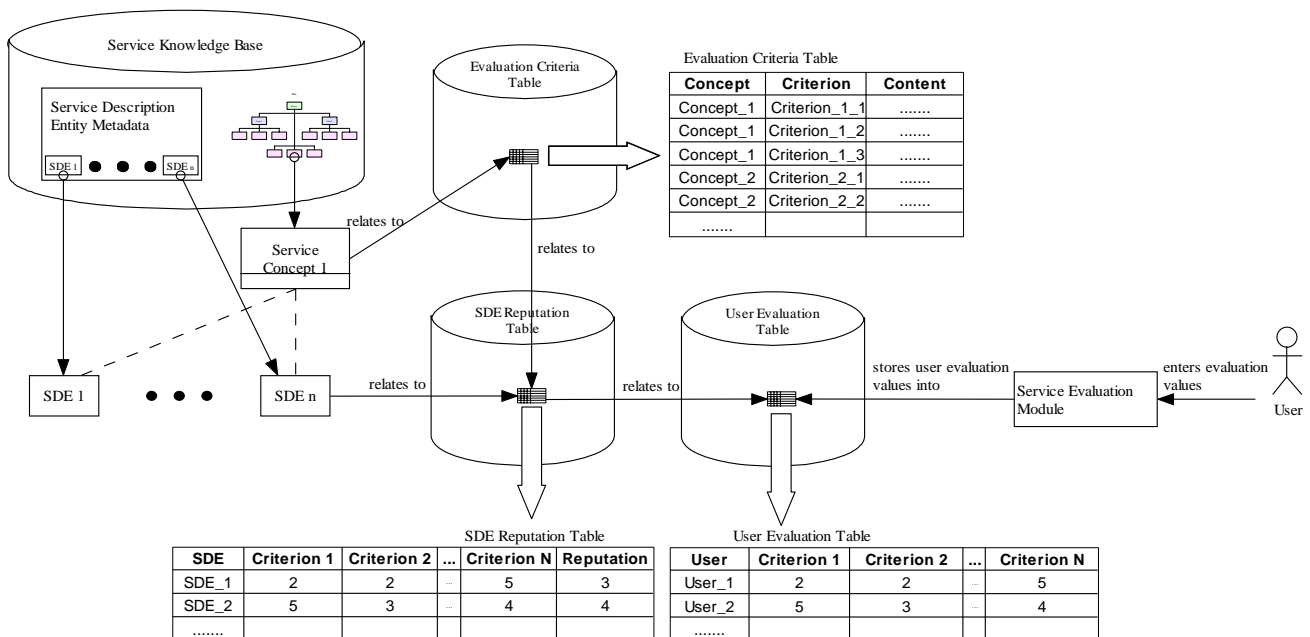 Service Knowledge Base
Service Description
Entity Metadata
SDE 1
SDE n
Evaluation Criteria
Table
Evaluation Criteria Table
Concept Criterion Content
Concept_1 Criterion_1_1 .......
Concept_1 Criterion_1_2 .......
Concept_1 Criterion_1_3 .......
Concept_2 Criterion_2_1 .......
Concept_2 Criterion_2_2 .......
.......
relates to
Service
Concept 1
relates to
SDE Reputation
Table
User Evaluation
Table
SDE 1
SDE n
relates to
relates to
stores user evaluation
values into
Service Evaluation
Module
enters evaluation
values
User
SDE Reputation Table
SDE Criterion 1 Criterion 2 ... Criterion N Reputation
SDE_1 2 2 ... 5 3
SDE_2 5 3 ... 4 4
.......
User Evaluation Table
User Criterion 1 Criterion 2 ... Criterion N
User_1 2 2 ... 5
User_2 5 3 ... 4
.......